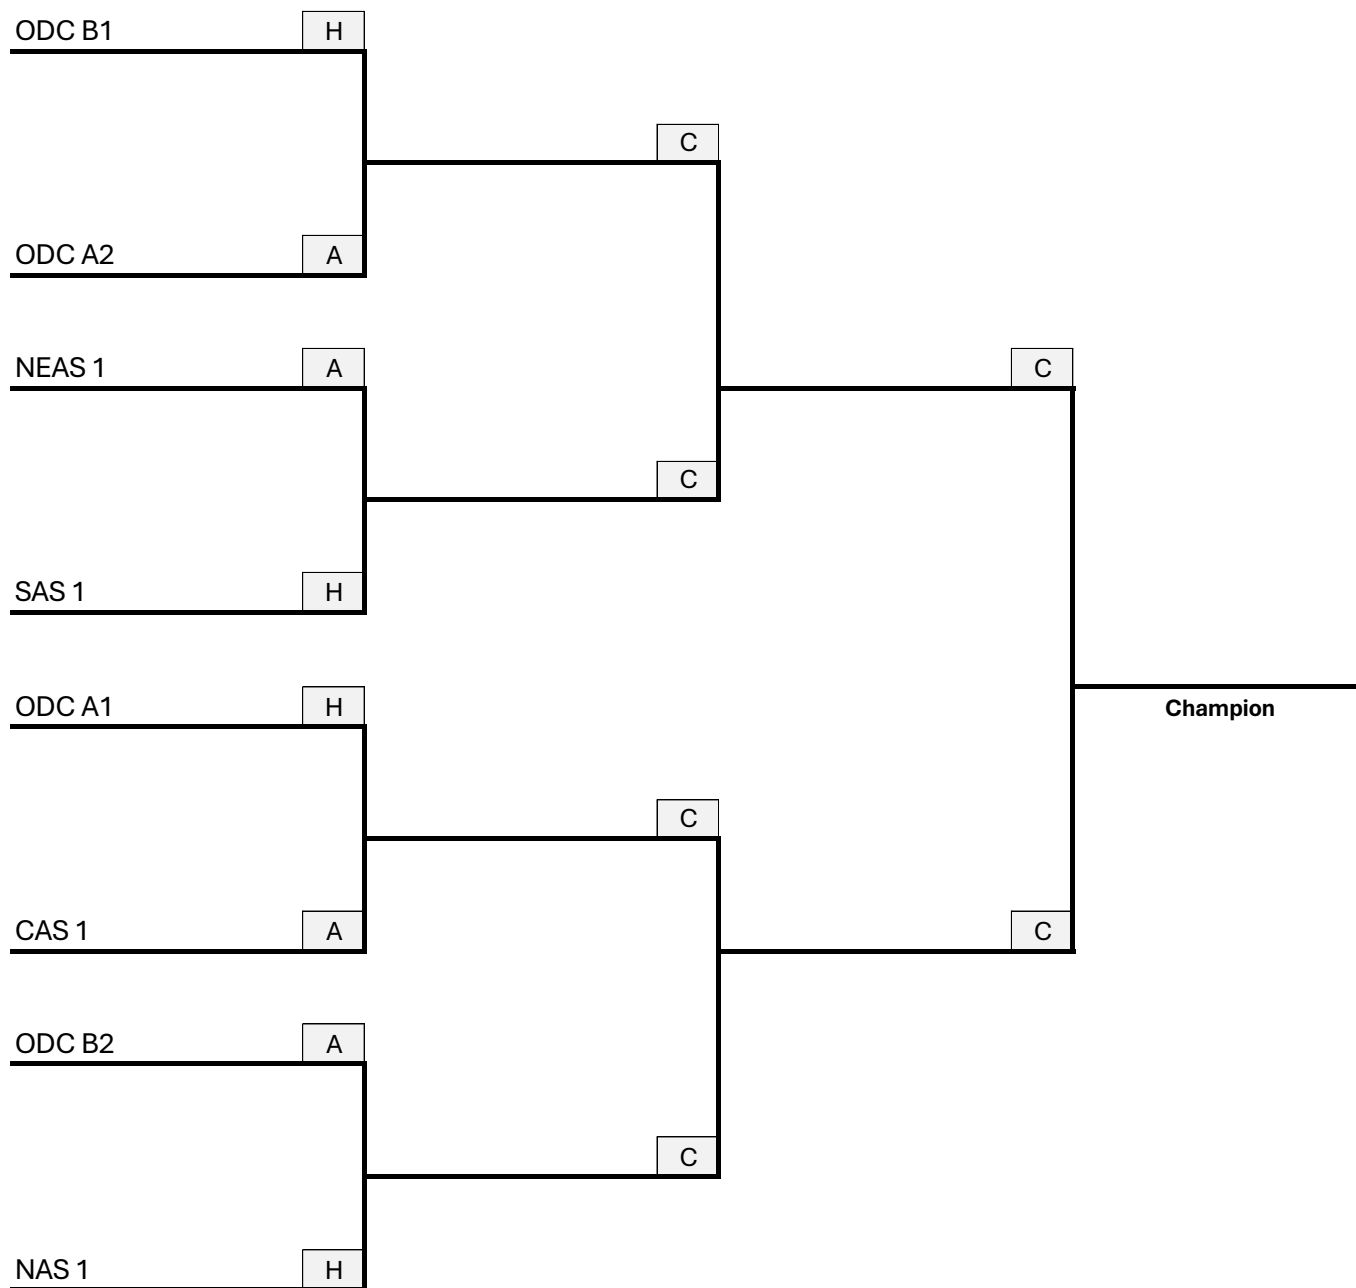 ODC B1 H
C
ODC A2 A
NEAS 1 A C
C
SAS 1 H
ODC A1 H
Champion
C
CAS 1 A C
ODC B2 A
C
NAS 1 H